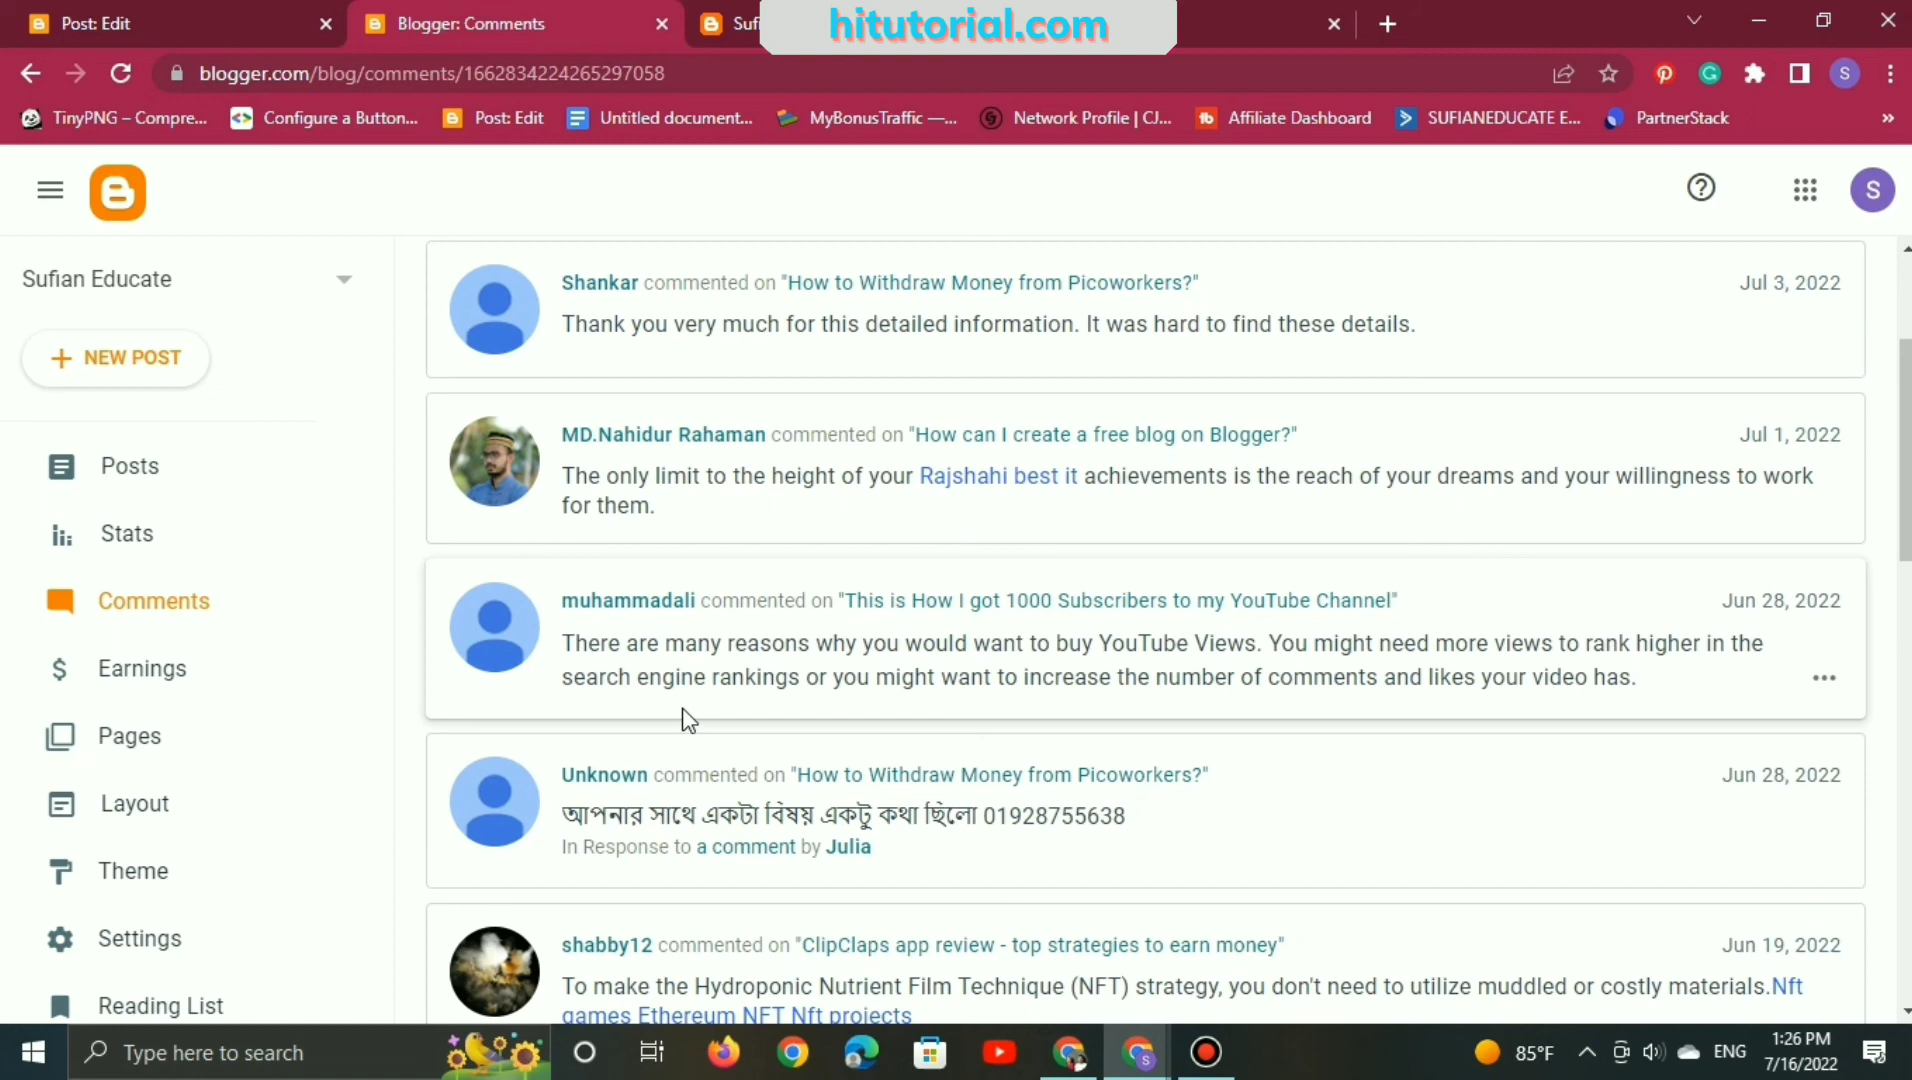 Post: Edit
Blogger: Comments
Suf
hitutorial.com
blogger.com/blog/comments/1662834224265297058
S
TinyPNG – Compre...
Configure a Button...
Post: Edit
Untitled document...
MyBonusTraffic —...
Network Profile | CJ...
Affiliate Dashboard
SUFIANEDUCATE E...
PartnerStack
»
S
Sufian Educate
NEW POST
Posts
Stats
Comments
Earnings
Pages
Layout
Theme
Settings
Reading List
Shankar commented on "How to Withdraw Money from Picoworkers?"
Jul 3, 2022
Thank you very much for this detailed information. It was hard to find these details.
MD.Nahidur Rahaman commented on "How can I create a free blog on Blogger?"
Jul 1, 2022
The only limit to the height of your Rajshahi best it achievements is the reach of your dreams and your willingness to work
for them.
muhammadali commented on "This is How I got 1000 Subscribers to my YouTube Channel"
Jun 28, 2022
There are many reasons why you would want to buy YouTube Views. You might need more views to rank higher in the
search engine rankings or you might want to increase the number of comments and likes your video has.
Unknown commented on "How to Withdraw Money from Picoworkers?"
Jun 28, 2022
আপনার সাথে একটা বিষয় একটু কথা ছিলো 01928755638
In Response to a comment by Julia
shabby12 commented on "ClipClaps app review - top strategies to earn money"
Jun 19, 2022
To make the Hydroponic Nutrient Film Technique (NFT) strategy, you don't need to utilize muddled or costly materials.Nft
games Ethereum NFT Nft projects
Type here to search
85°F
ENG
1:26 PM
7/16/2022